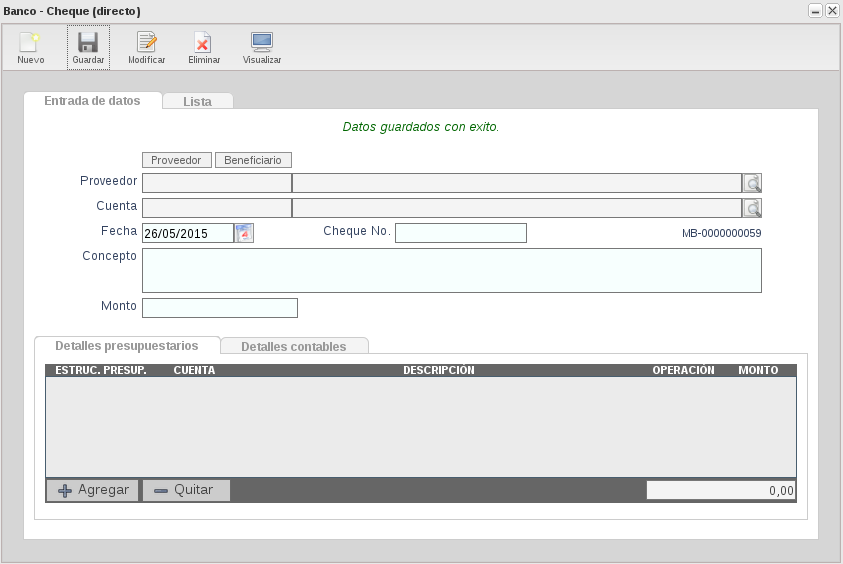 Banco - Cheque (directo)
Nuevo Guardar Modificar Eliminar Visualizar
Entrada de datos Lista
Datos guardados con exito.
Proveedor Beneficiario
Proveedor
Cuenta
Fecha 26/05/2015 Cheque No. MB-0000000059
Concepto
Monto
Detalles presupuestarios Detalles contables
ESTRUC. PRESUP. CUENTA DESCRIPCIÓN OPERACIÓN MONTO
Agregar Quitar 0,00